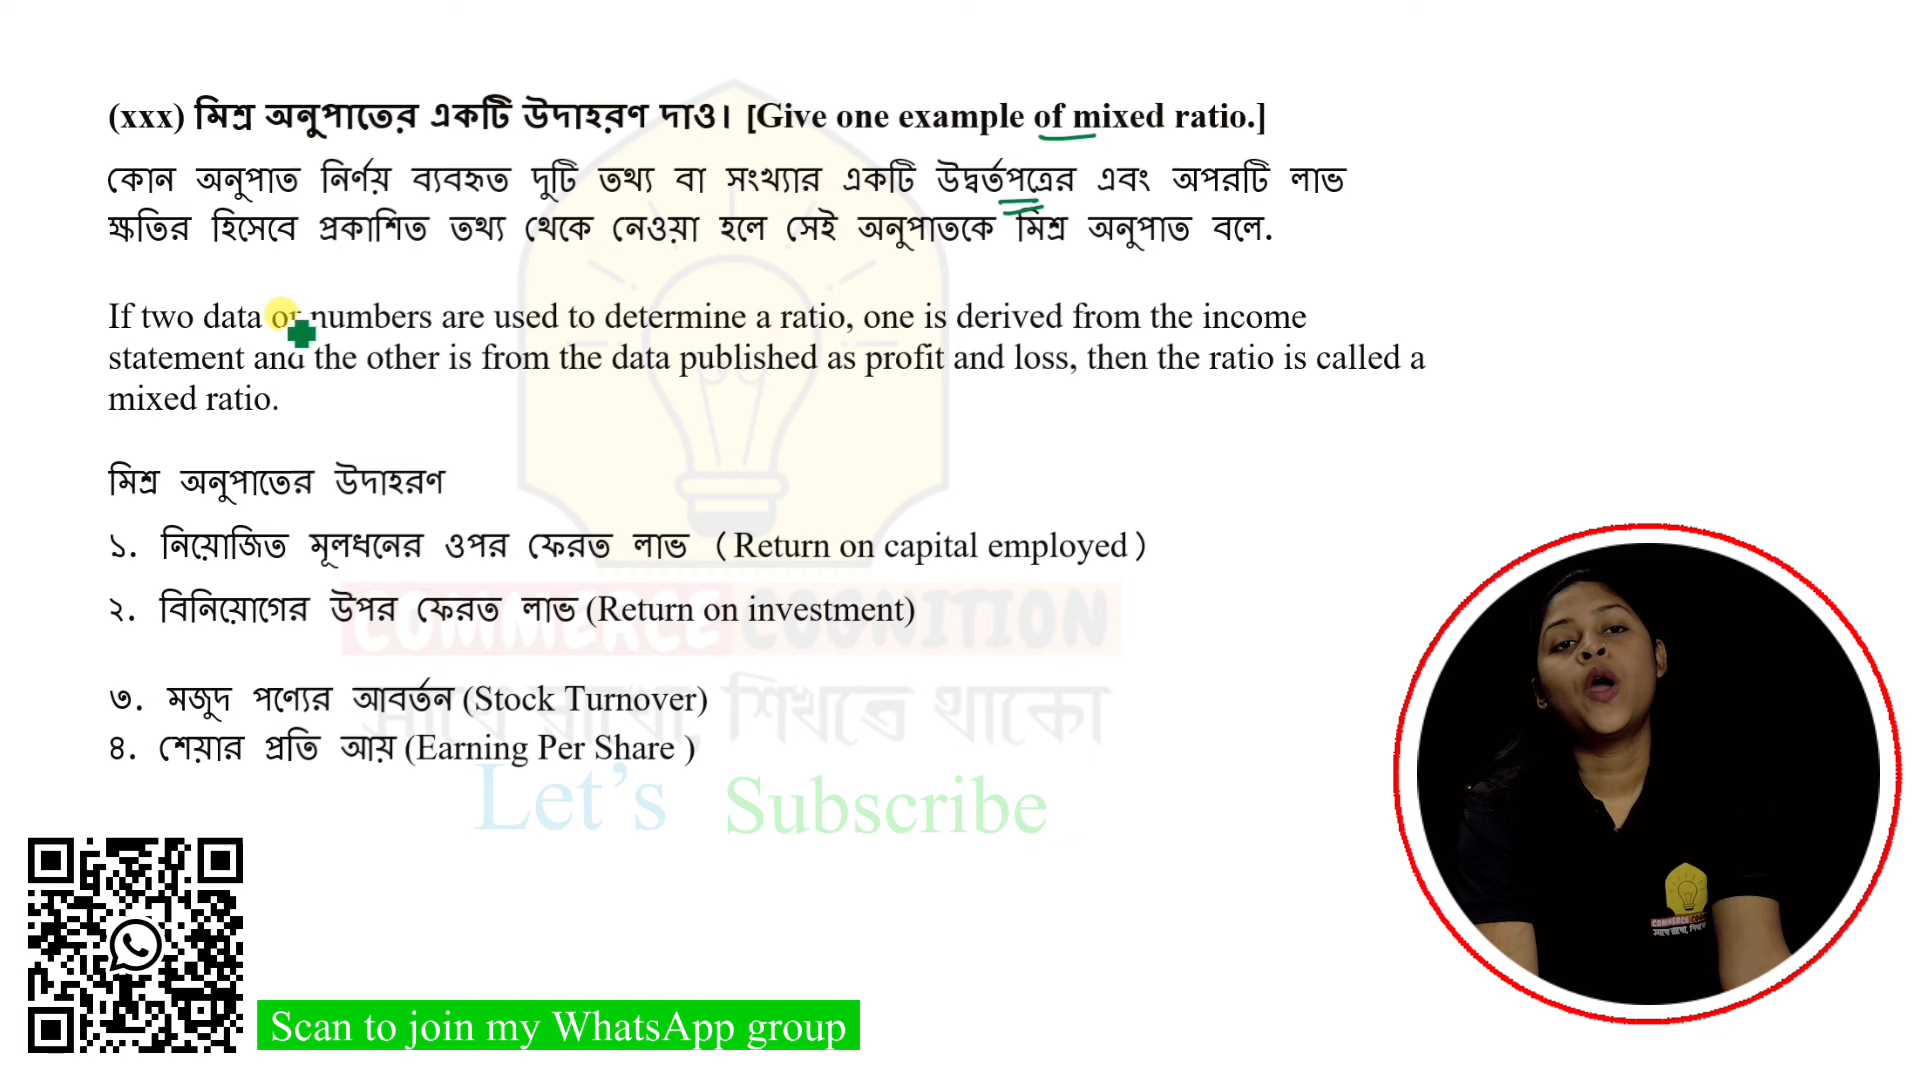 (xxx) মিশ্র অনুপাতের একটি উদাহরণ দাও। [Give one example of mixed ratio.]
কোন অনুপাত নির্ণয় ব্যবহৃত দুটি তথ্য বা সংখ্যার একটি উদ্বর্তপত্রের এবং অপরটি লাভ
ক্ষতির হিসেবে প্রকাশিত তথ্য থেকে নেওয়া হলে সেই অনুপাতকে মিশ্র অনুপাত বলে.
If two data or numbers are used to determine a ratio, one is derived from the income
statement and the other is from the data published as profit and loss, then the ratio is called a
mixed ratio.
মিশ্র অনুপাতের উদাহরণ
১. নিয়োজিত মূলধনের ওপর ফেরত লাভ (Return on capital employed)
২. বিনিয়োগের উপর ফেরত লাভ (Return on investment)
COMMERCE COGNITION
৩. মজুদ পণ্যের আবর্তন (Stock Turnover)
শিখতে থাকো
৪. শেয়ার প্রতি আয় (Earning Per Share )
Let's Subscribe
Scan to join my WhatsApp group